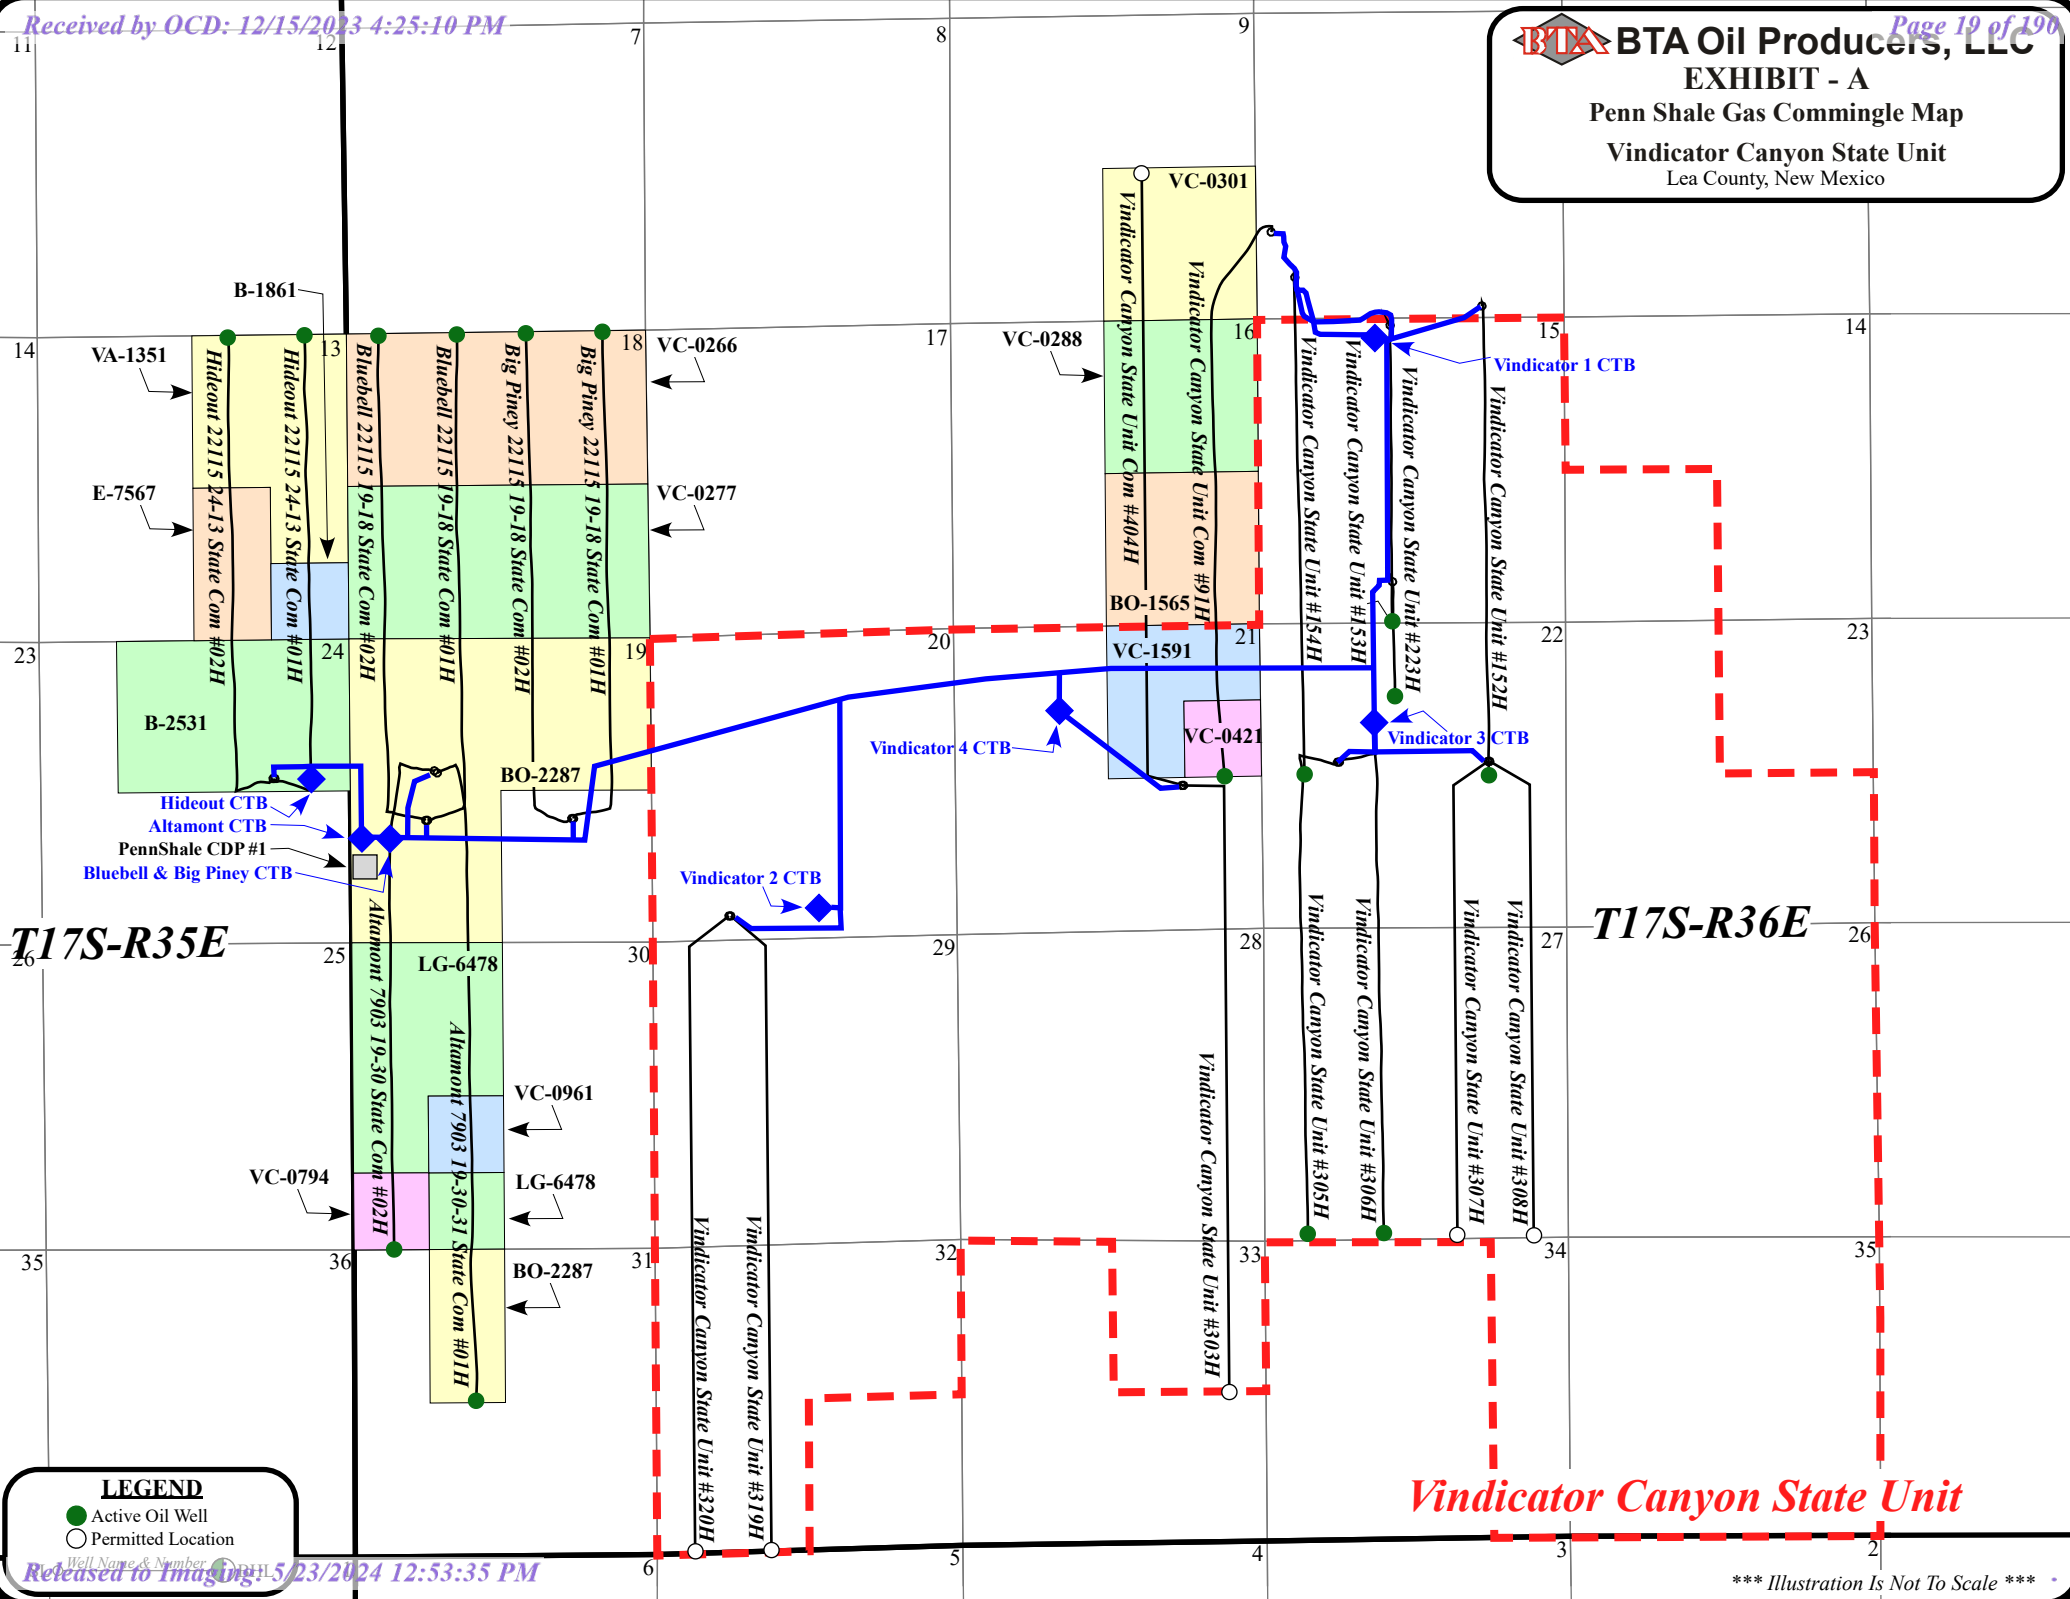 Received by OCD: 12/15/2023 4:25:10 PM
Page 19 of 190
BTA
BTA Oil Producers, LLC
EXHIBIT - A
Penn Shale Gas Commingle Map
Vindicator Canyon State Unit
Lea County, New Mexico
11
12
7
8
9
14
13
18
17
16
15
14
B-1861
VA-1351
E-7567
VC-0266
VC-0277
VC-0301
VC-0288
BO-1565
VC-1591
VC-0421
Hideout 22115 24-13 State Com #02H
Hideout 22115 24-13 State Com #01H
Bluebell 22115 19-18 State Com #02H
Bluebell 22115 19-18 State Com #01H
Big Piney 22115 19-18 State Com #02H
Big Piney 22115 19-18 State Com #01H
Vindicator Canyon State Unit Com #404H
Vindicator Canyon State Unit Com #91H
Vindicator Canyon State Unit #154H
Vindicator Canyon State Unit #153H
Vindicator Canyon State Unit #223H
Vindicator Canyon State Unit #152H
Vindicator 1 CTB
23
24
19
20
21
22
23
B-2531
BO-2287
Vindicator 4 CTB
Vindicator 3 CTB
Hideout CTB
Altamont CTB
PennShale CDP #1
Bluebell & Big Piney CTB
Vindicator 2 CTB
T17S-R35E
T17S-R36E
26
25
30
29
28
27
26
LG-6478
Altamont 7903 19-30 State Com #02H
Altamont 7903 19-30-31 State Com #01H
VC-0961
VC-0794
LG-6478
BO-2287
Vindicator Canyon State Unit #320H
Vindicator Canyon State Unit #319H
Vindicator Canyon State Unit #303H
Vindicator Canyon State Unit #305H
Vindicator Canyon State Unit #306H
Vindicator Canyon State Unit #307H
Vindicator Canyon State Unit #308H
35
36
31
32
33
34
35
Vindicator Canyon State Unit
6
5
4
3
2
LEGEND
Active Oil Well
Permitted Location
Well Name & Number
BHL
Released to Imaging: 5/23/2024 12:53:35 PM
*** Illustration Is Not To Scale ***